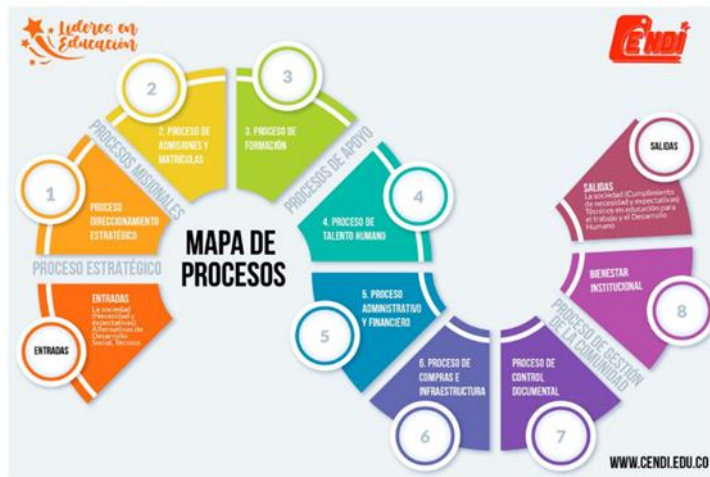 Líderes en
Educación
CENDI
2
3
2. PROCESO DE
ADMISIONES Y
MATRÍCULAS
3. PROCESO DE
FORMACIÓN
PROCESOS MISIONALES
PROCESOS DE APOYO
1
PROCESO
DIRECCIONAMIENTO
ESTRATÉGICO
4
4. PROCESO DE
TALENTO HUMANO
MAPA DE
PROCESOS
PROCESO ESTRATÉGICO
ENTRADAS
La sociedad
(Necesidad y
expectativas)
Alternativas de
Desarrollo
Social, Técnicos
ENTRADAS
5. PROCESO
ADMINISTRATIVO
Y FINANCIERO
5
6. PROCESO DE
COMPRAS E
INFRAESTRUCTURA
6
PROCESO DE
CONTROL
DOCUMENTAL
7
PROCESO DE GESTIÓN
DE LA COMUNIDAD
BIENESTAR
INSTITUCIONAL
8
SALIDAS
La sociedad (Cumplimiento
de necesidad y expectativas)
Técnicos en educación para
el trabajo y el Desarrollo
Humano
SALIDAS
WWW.CENDI.EDU.CO